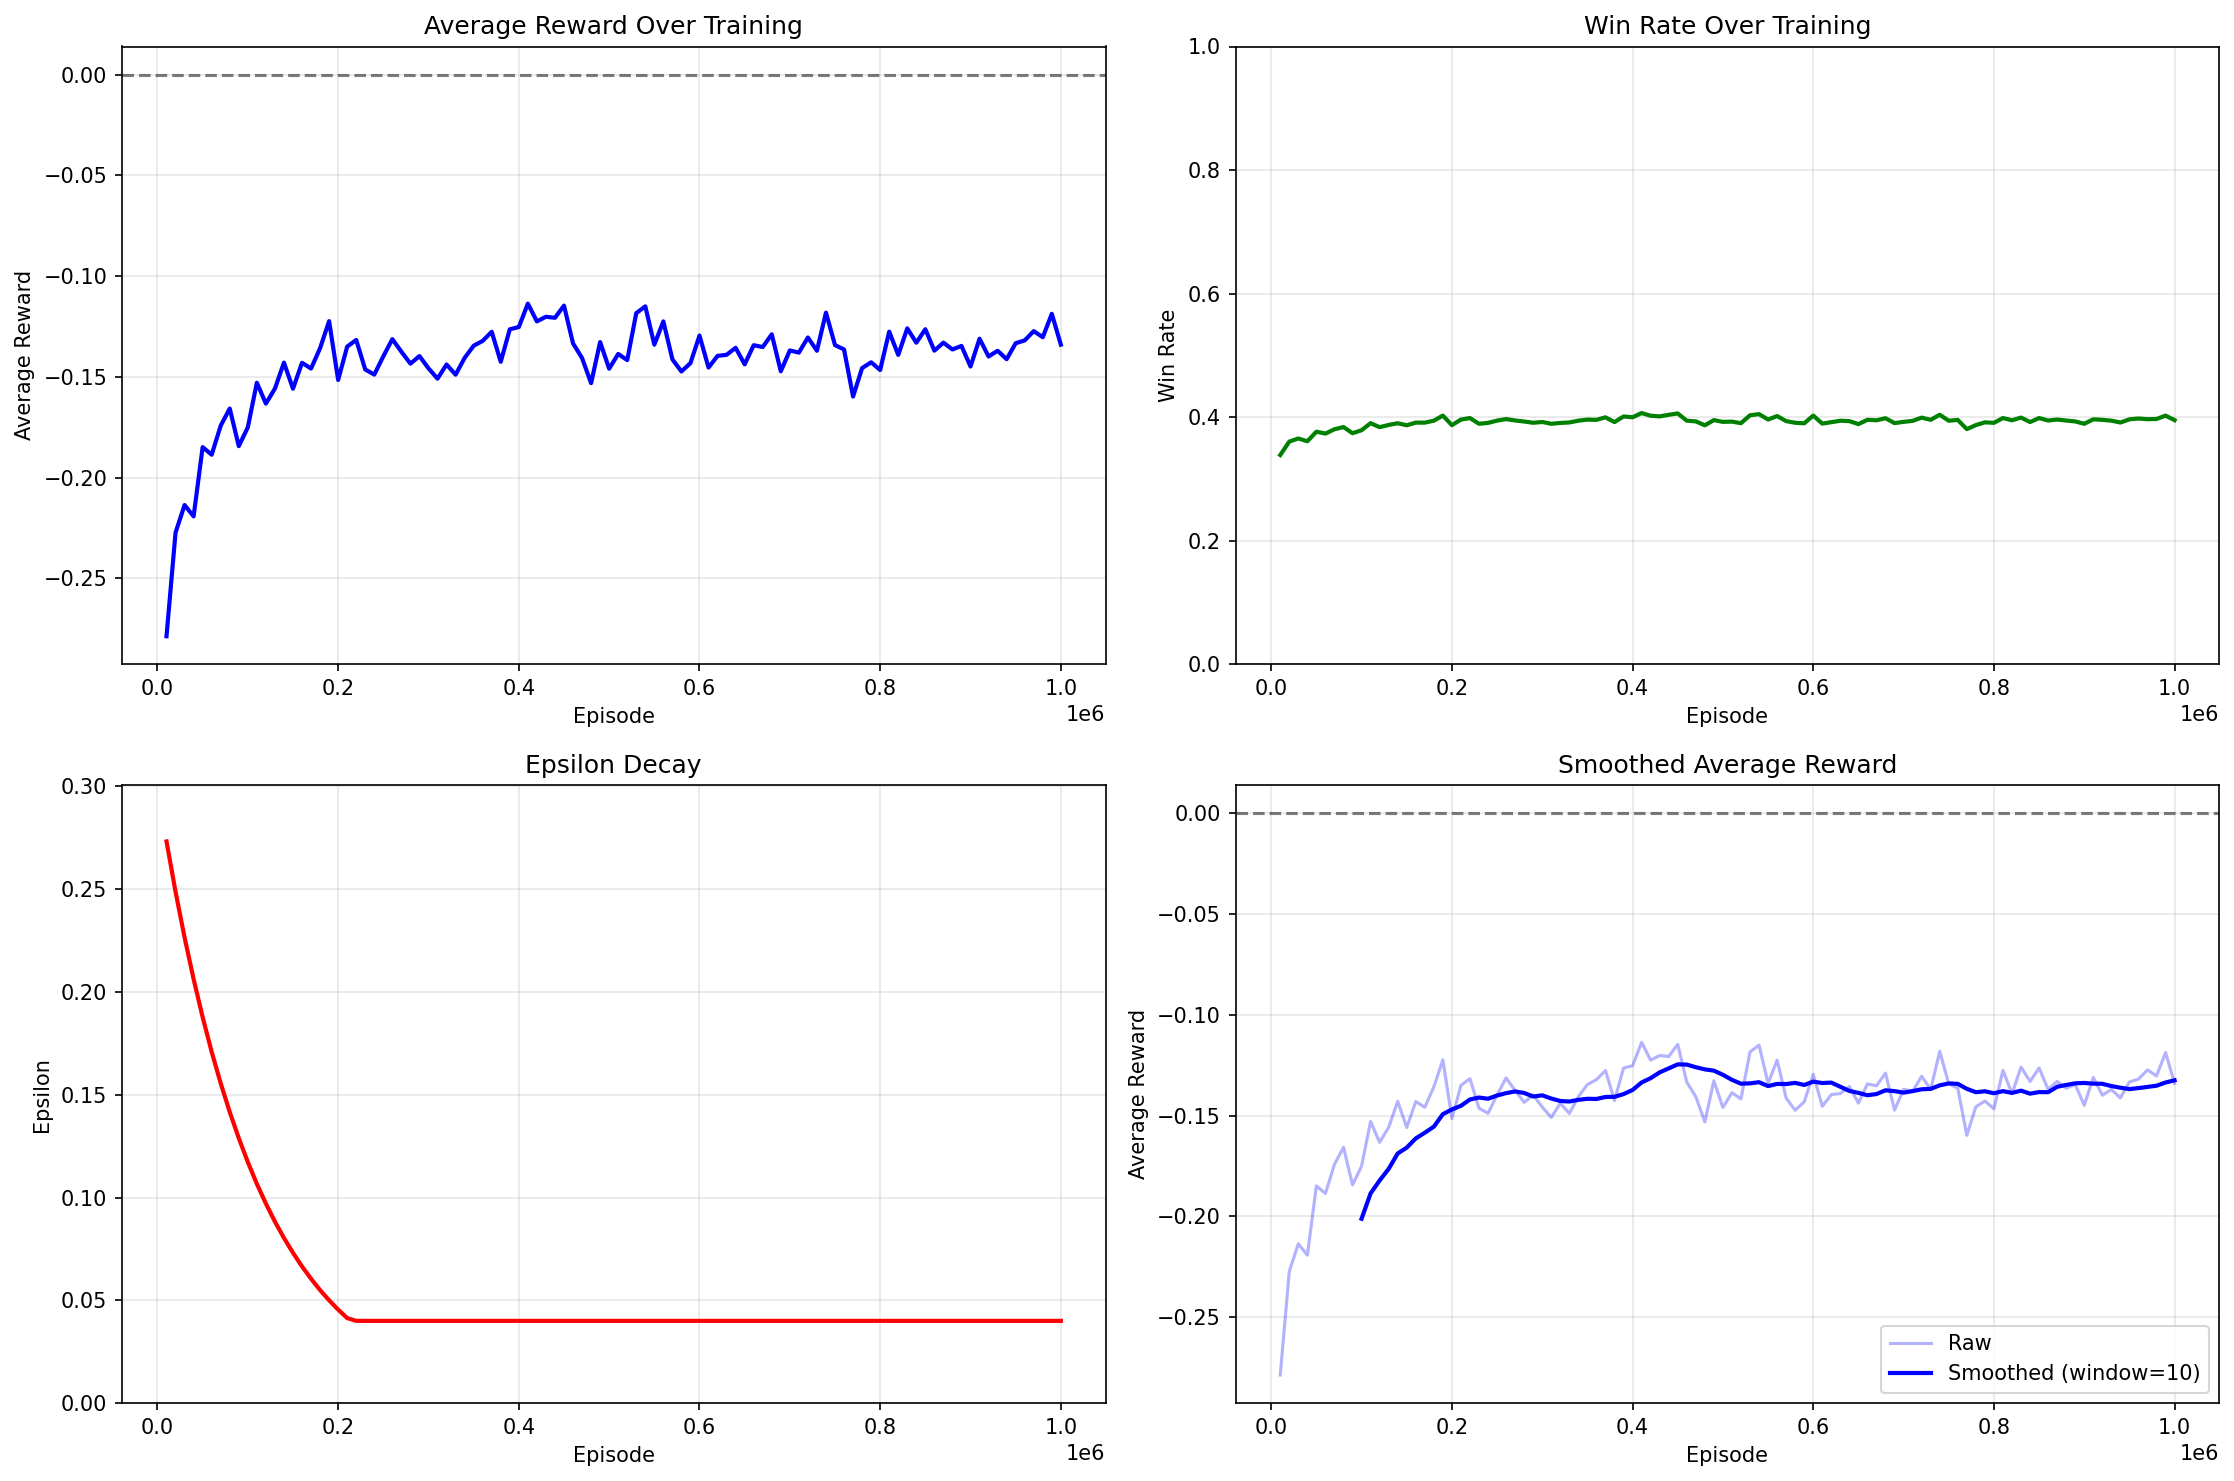 Average Reward Over Training
Average Reward
0.00
−0.05
−0.10
−0.15
−0.20
−0.25
0.0 0.2 0.4 0.6 0.8 1.0
1e6
Episode
Win Rate Over Training
Win Rate
1.0
0.8
0.6
0.4
0.2
0.0
0.0 0.2 0.4 0.6 0.8 1.0
1e6
Episode
Epsilon Decay
Epsilon
0.30
0.25
0.20
0.15
0.10
0.05
0.00
0.0 0.2 0.4 0.6 0.8 1.0
1e6
Episode
Smoothed Average Reward
Average Reward
0.00
−0.05
−0.10
−0.15
−0.20
−0.25
Raw
Smoothed (window=10)
0.0 0.2 0.4 0.6 0.8 1.0
1e6
Episode